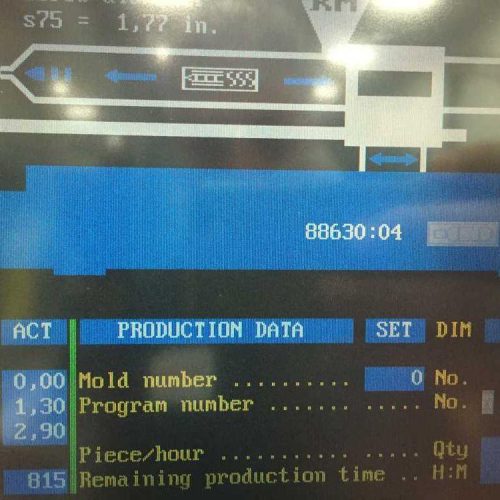 s75 = 1,77 in.
RM
88630:04
ACT PRODUCTION DATA SET DIM
0,00 Mold number .......... 0 No.
1,30 Program number ....... ..... No.
2,90
Piece/hour .......... ..... Qty
815 Remaining production time .. H:M